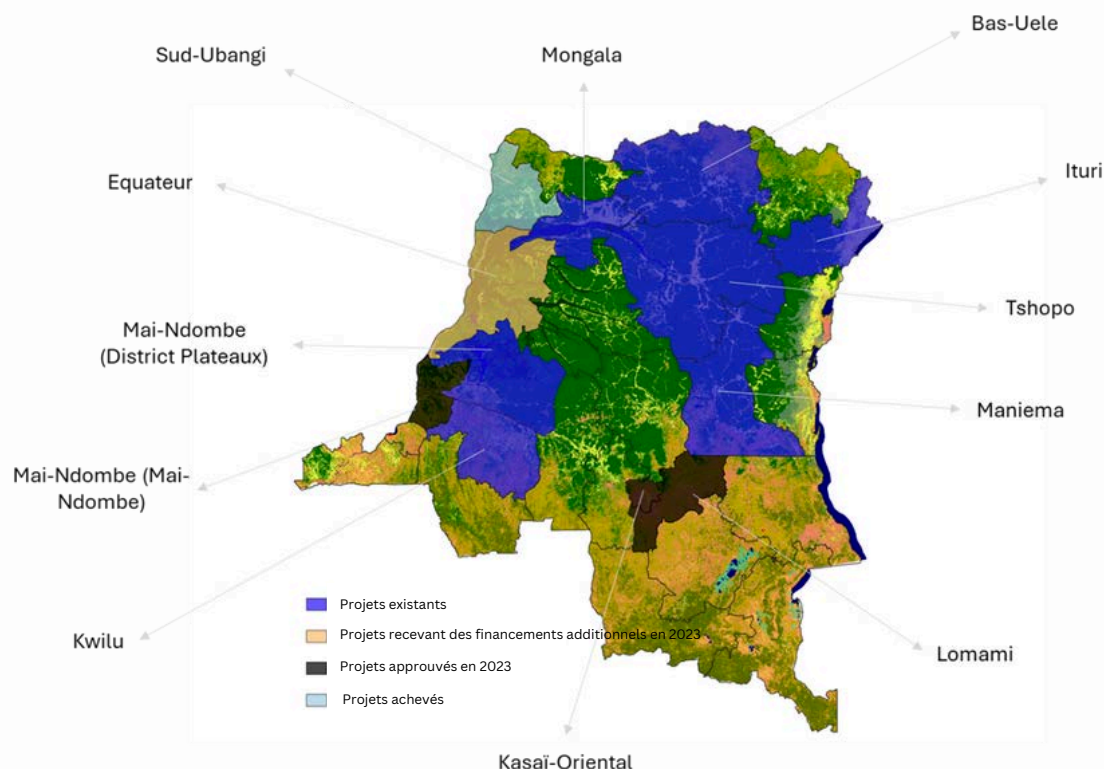 Bas-Uele
Sud-Ubangi
Mongala
Equateur
Ituri
Tshopo
Mai-Ndombe
(District Plateaux)
Maniema
Mai-Ndombe (Mai-
Ndombe)
Projets existants
Projets recevant des financements additionnels en 2023
Projets approuvés en 2023
Projets achevés
Kwilu
Lomami
Kasaï-Oriental